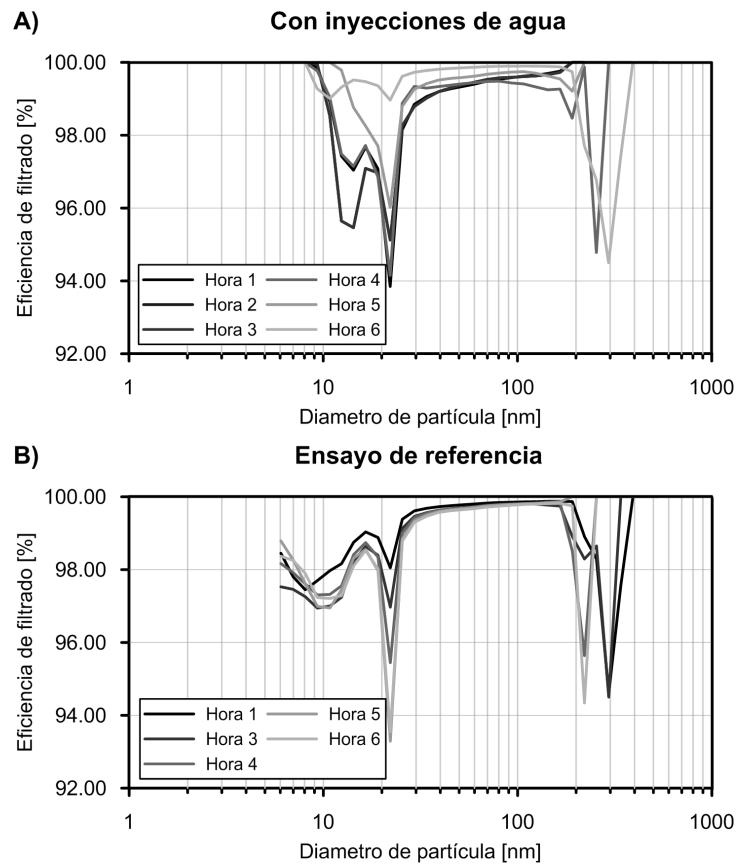 A)
Con inyecciones de agua
Eficiencia de filtrado [%]
100.00
98.00
96.00
94.00
92.00
Hora 1
Hora 4
Hora 2
Hora 5
Hora 3
Hora 6
1
10
100
1000
Diametro de partícula [nm]
B)
Ensayo de referencia
Eficiencia de filtrado [%]
100.00
98.00
96.00
94.00
92.00
Hora 1
Hora 5
Hora 3
Hora 6
Hora 4
1
10
100
1000
Diametro de partícula [nm]